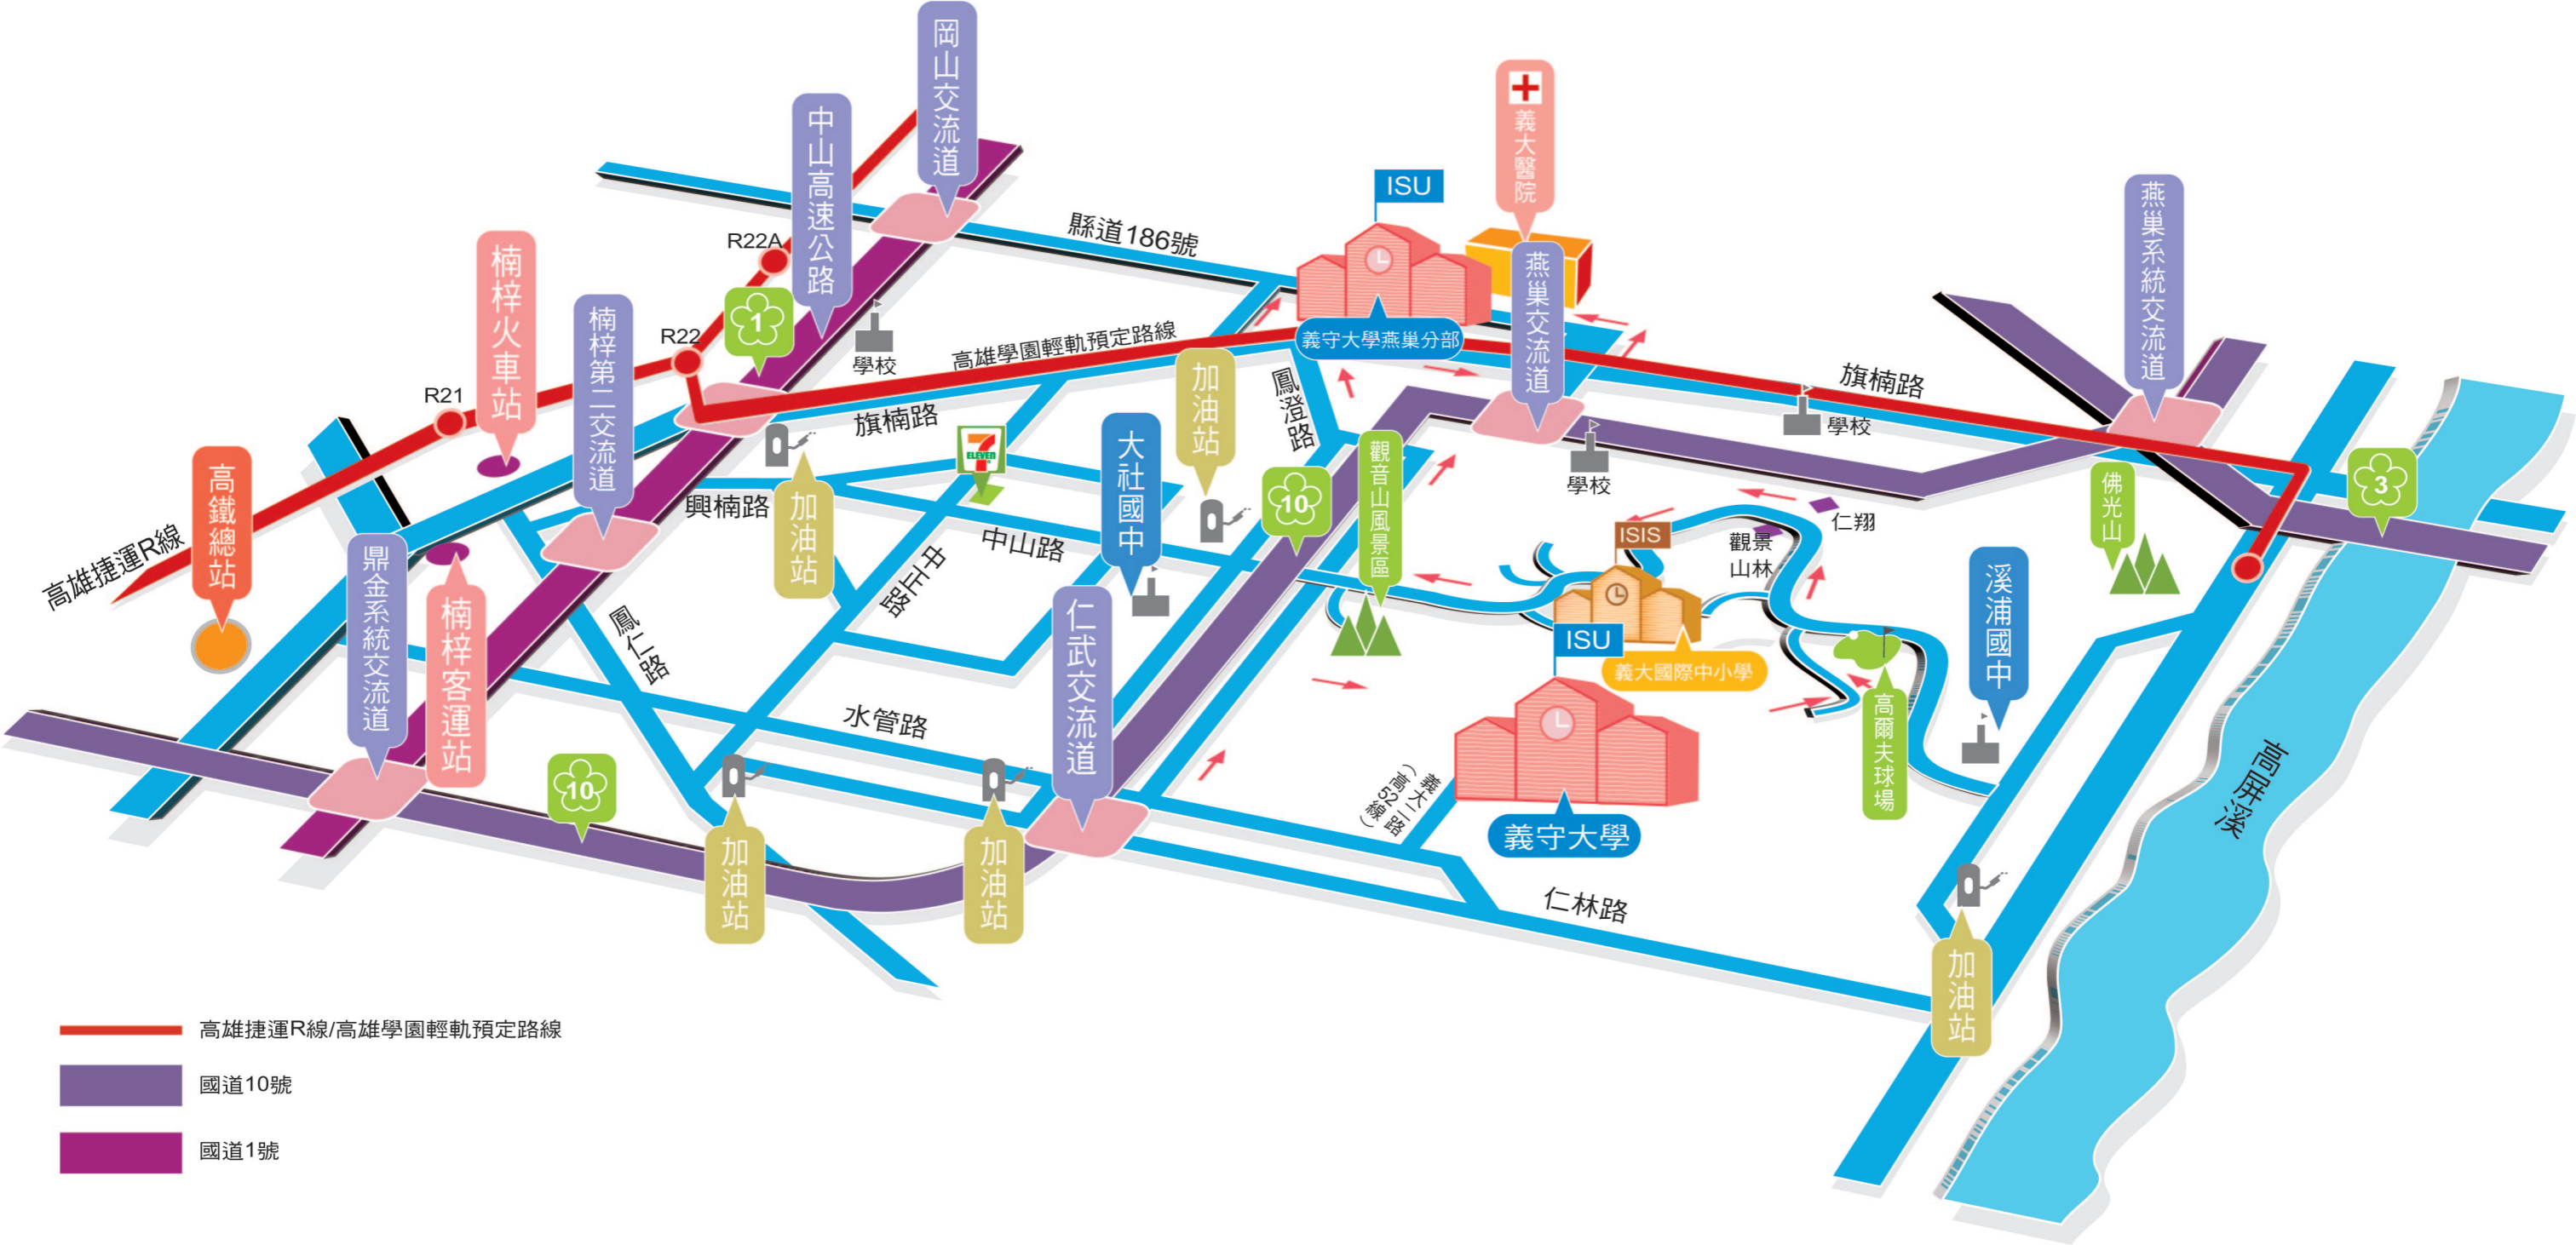 岡山交流道
中山高速公路
義大醫院
ISU
燕巢系統交流道
縣道186號
R22A
楠梓火車站
燕巢交流道
楠梓第二交流道
1
R22
義守大學燕巢分部
高雄學園輕軌預定路線
學校
加油站
鳳澄路
旗楠路
學校
R21
旗楠路
大社國中
7
ELEVEN
觀音山風景區
學校
高鐵總站
佛光山
3
高雄捷運R線
興楠路
加油站
10
中山路
仁翔
ISIS
觀景
山林
鼎金系統交流道
中正路
溪浦國中
楠梓客運站
鳳仁路
仁武交流道
ISU
義大國際中小學
水管路
高爾夫球場
高屏溪
10
義大二路
(高52線)
義守大學
加油站
加油站
仁林路
加油站
高雄捷運R線/高雄學園輕軌預定路線
國道10號
國道1號